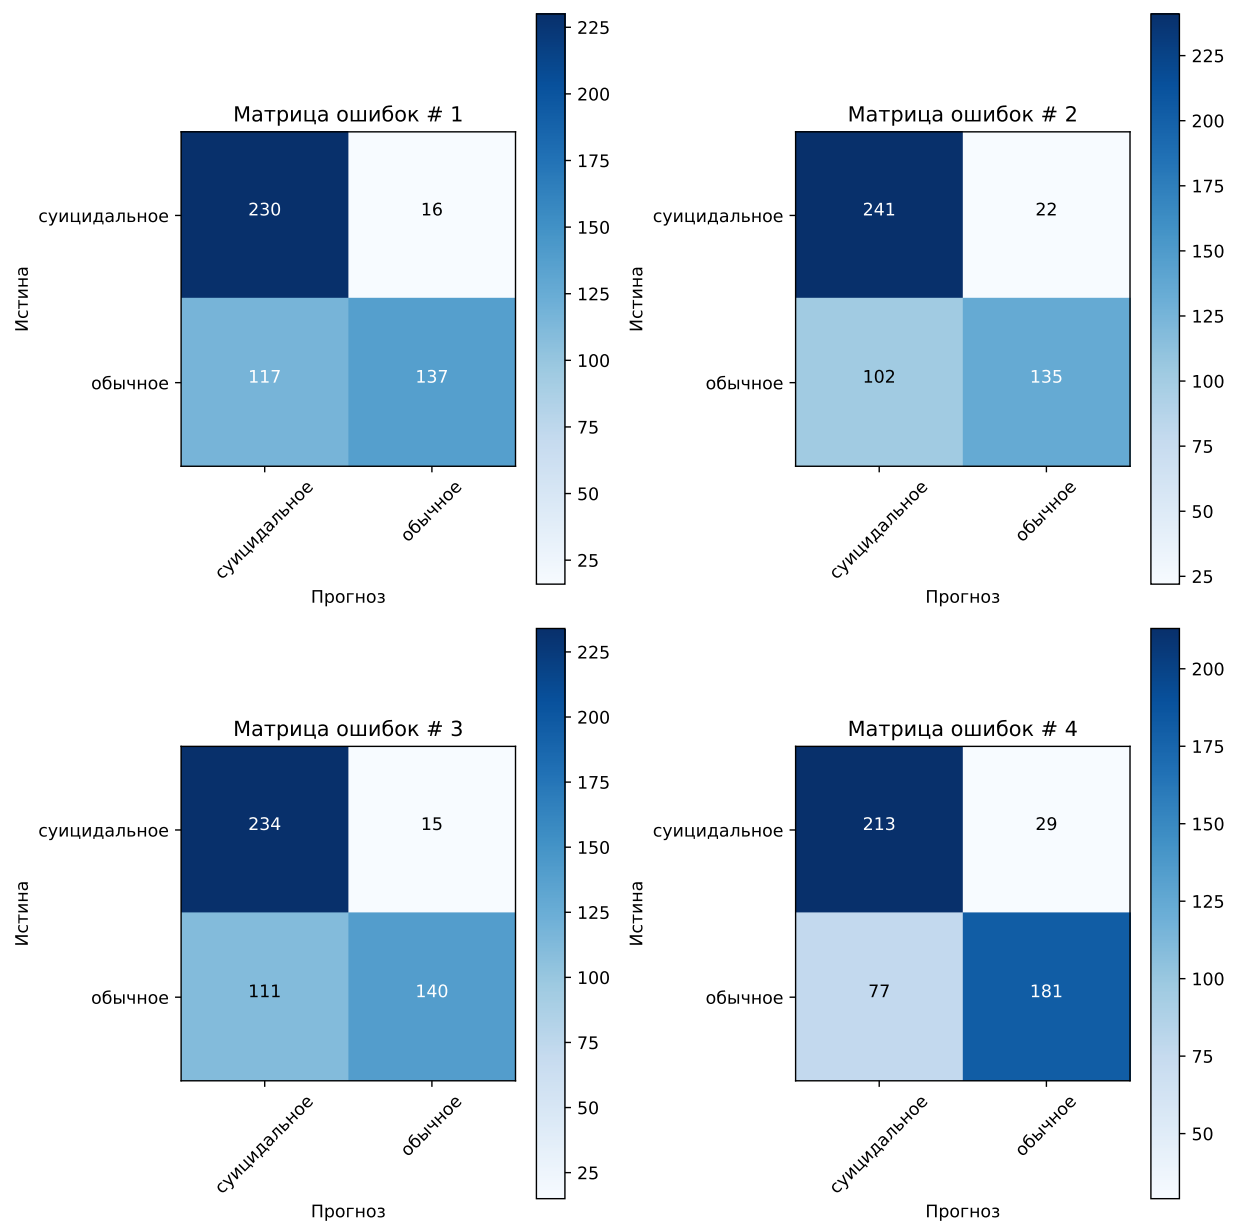 Матрица ошибок # 1
230 16
117 137
суицидальное
обычное
Истина
суицидальное
обычное
Прогноз
225
200
175
150
125
100
75
50
25
Матрица ошибок # 2
241 22
102 135
суицидальное
обычное
Истина
суицидальное
обычное
Прогноз
225
200
175
150
125
100
75
50
25
Матрица ошибок # 3
234 15
111 140
суицидальное
обычное
Истина
суицидальное
обычное
Прогноз
225
200
175
150
125
100
75
50
25
Матрица ошибок # 4
213 29
77 181
суицидальное
обычное
Истина
суицидальное
обычное
Прогноз
200
175
150
125
100
75
50